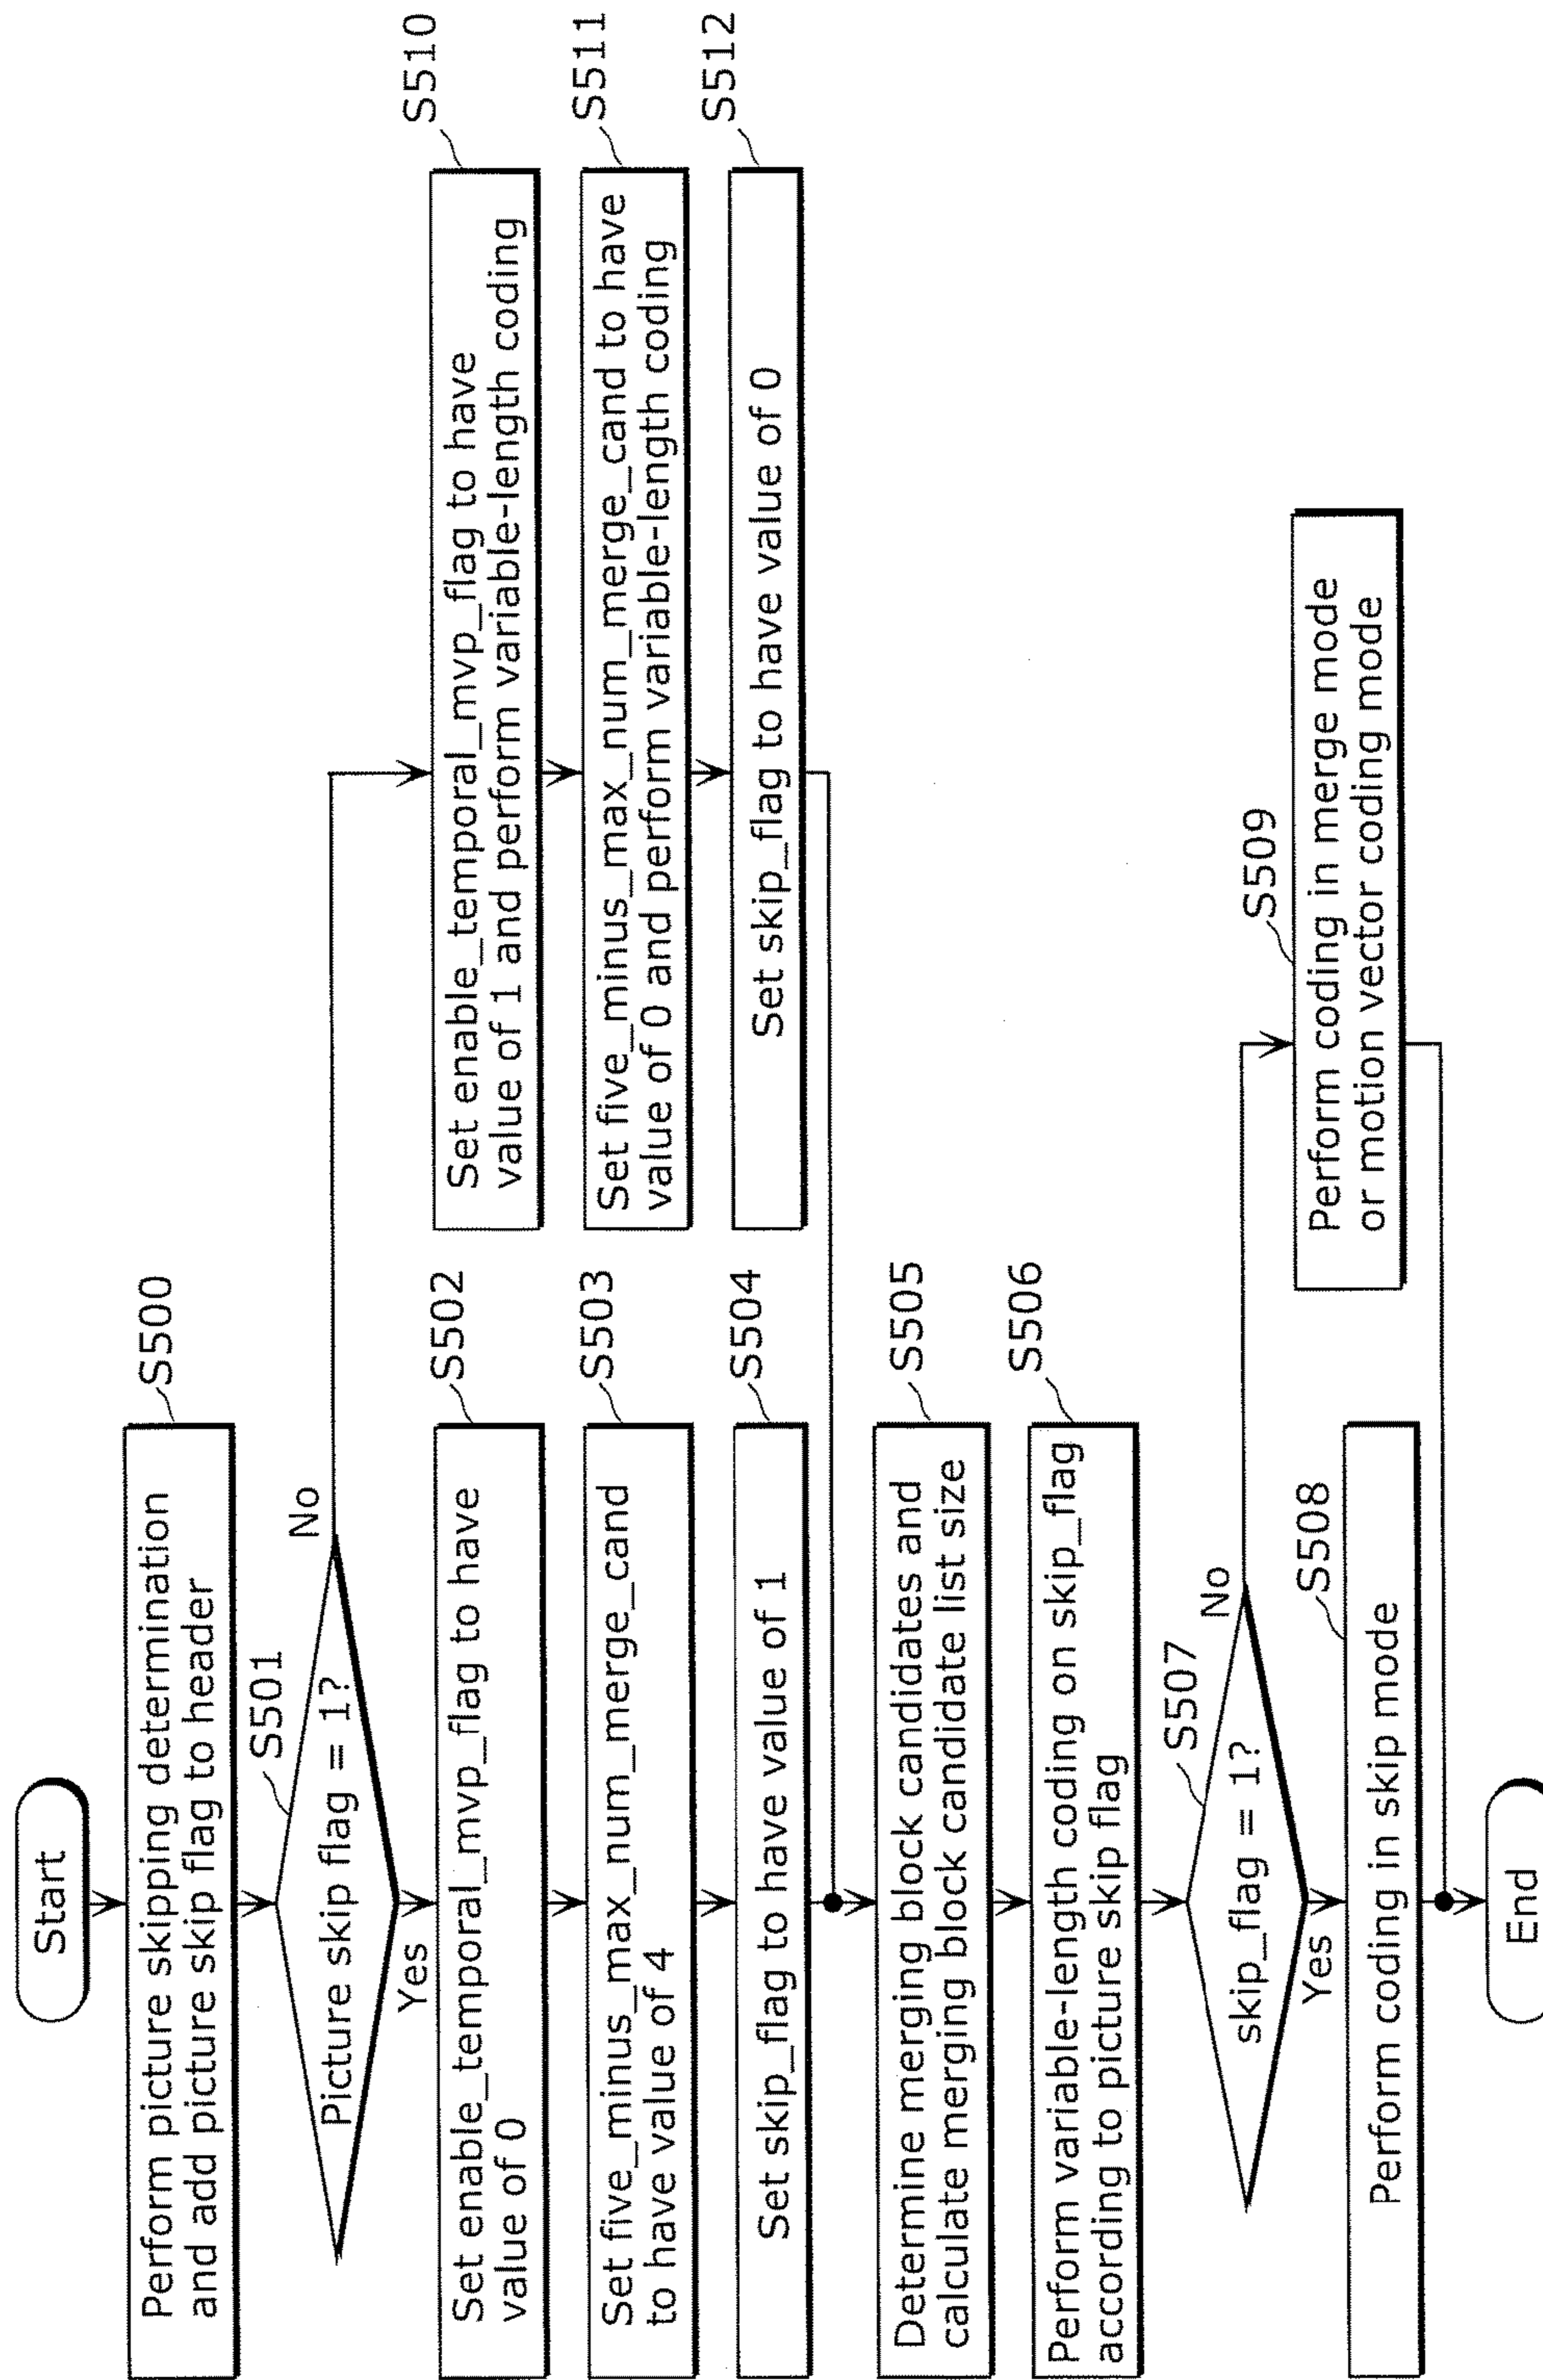 Start
S500
Perform picture skipping determination
and add picture skip flag to header
S501
Picture skip flag = 1?
No
Yes
S502
Set enable_temporal_mvp_flag to have
value of 0
S510
Set enable_temporal_mvp_flag to have
value of 1 and perform variable-length coding
S503
Set five_minus_max_num_merge_cand
to have value of 4
S511
Set five_minus_max_num_merge_cand to have
value of 0 and perform variable-length coding
S504
Set skip_flag to have value of 1
S512
Set skip_flag to have value of 0
S505
Determine merging block candidates and
calculate merging block candidate list size
S506
Perform variable-length coding on skip_flag
according to picture skip flag
S507
skip_flag = 1?
No
Yes
S508
Perform coding in skip mode
S509
Perform coding in merge mode
or motion vector coding mode
End